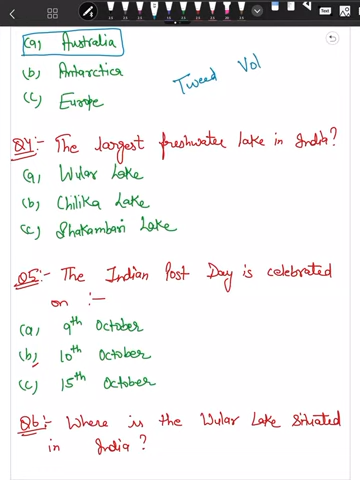 (a) Australia
(b) Antarctica
Tweed Vol
(c) Europe
Q4:- The largest freshwater lake in India?
(a) Wular Lake
(b) Chilika Lake
(c) Shakambari Lake
Q5:- The Indian Post Day is celebrated
on :-
(a) 9th October
(b) 10th October
(c) 15th October
Q6:- Where is the Wular Lake situated
in India?